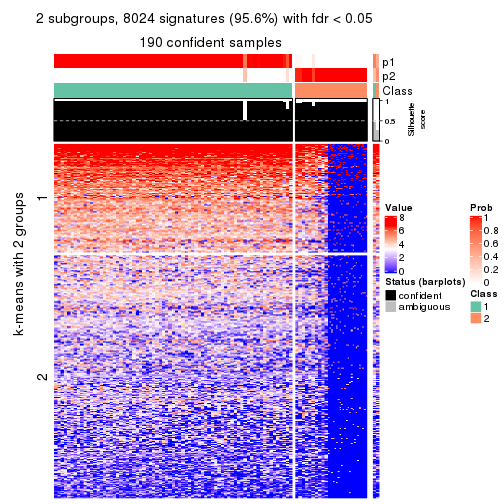 2 subgroups, 8024 signatures (95.6%) with fdr < 0.05
190 confident samples
p1
p2
Class
1
0.5
0
Silhouette
score
k-means with 2 groups
1
2
Value
8
6
4
2
0
Status (barplots)
confident
ambiguous
Prob
1
0.8
0.6
0.4
0.2
0
Class
1
2